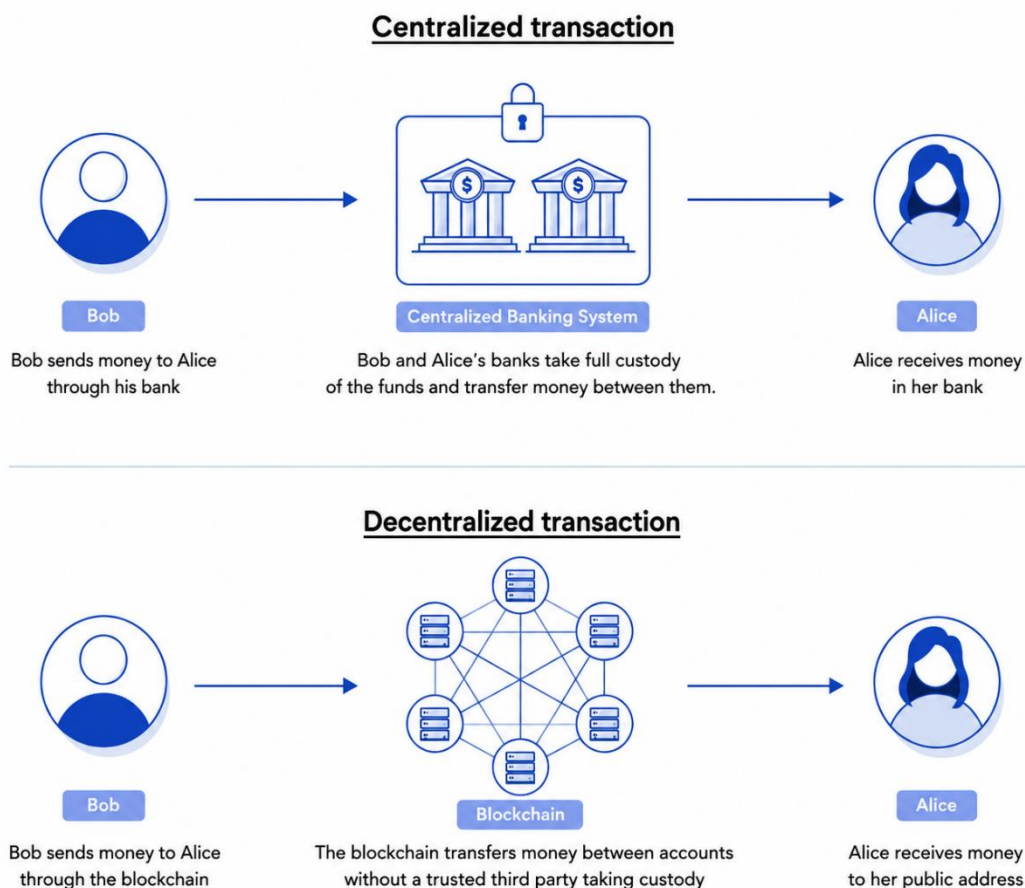 Centralized transaction
$ $
Bob
Centralized Banking System
Alice
Bob sends money to Alice
through his bank
Bob and Alice’s banks take full custody
of the funds and transfer money between them.
Alice receives money
in her bank
Decentralized transaction
Bob
Blockchain
Alice
Bob sends money to Alice
through the blockchain
The blockchain transfers money between accounts
without a trusted third party taking custody
Alice receives money
to her public address